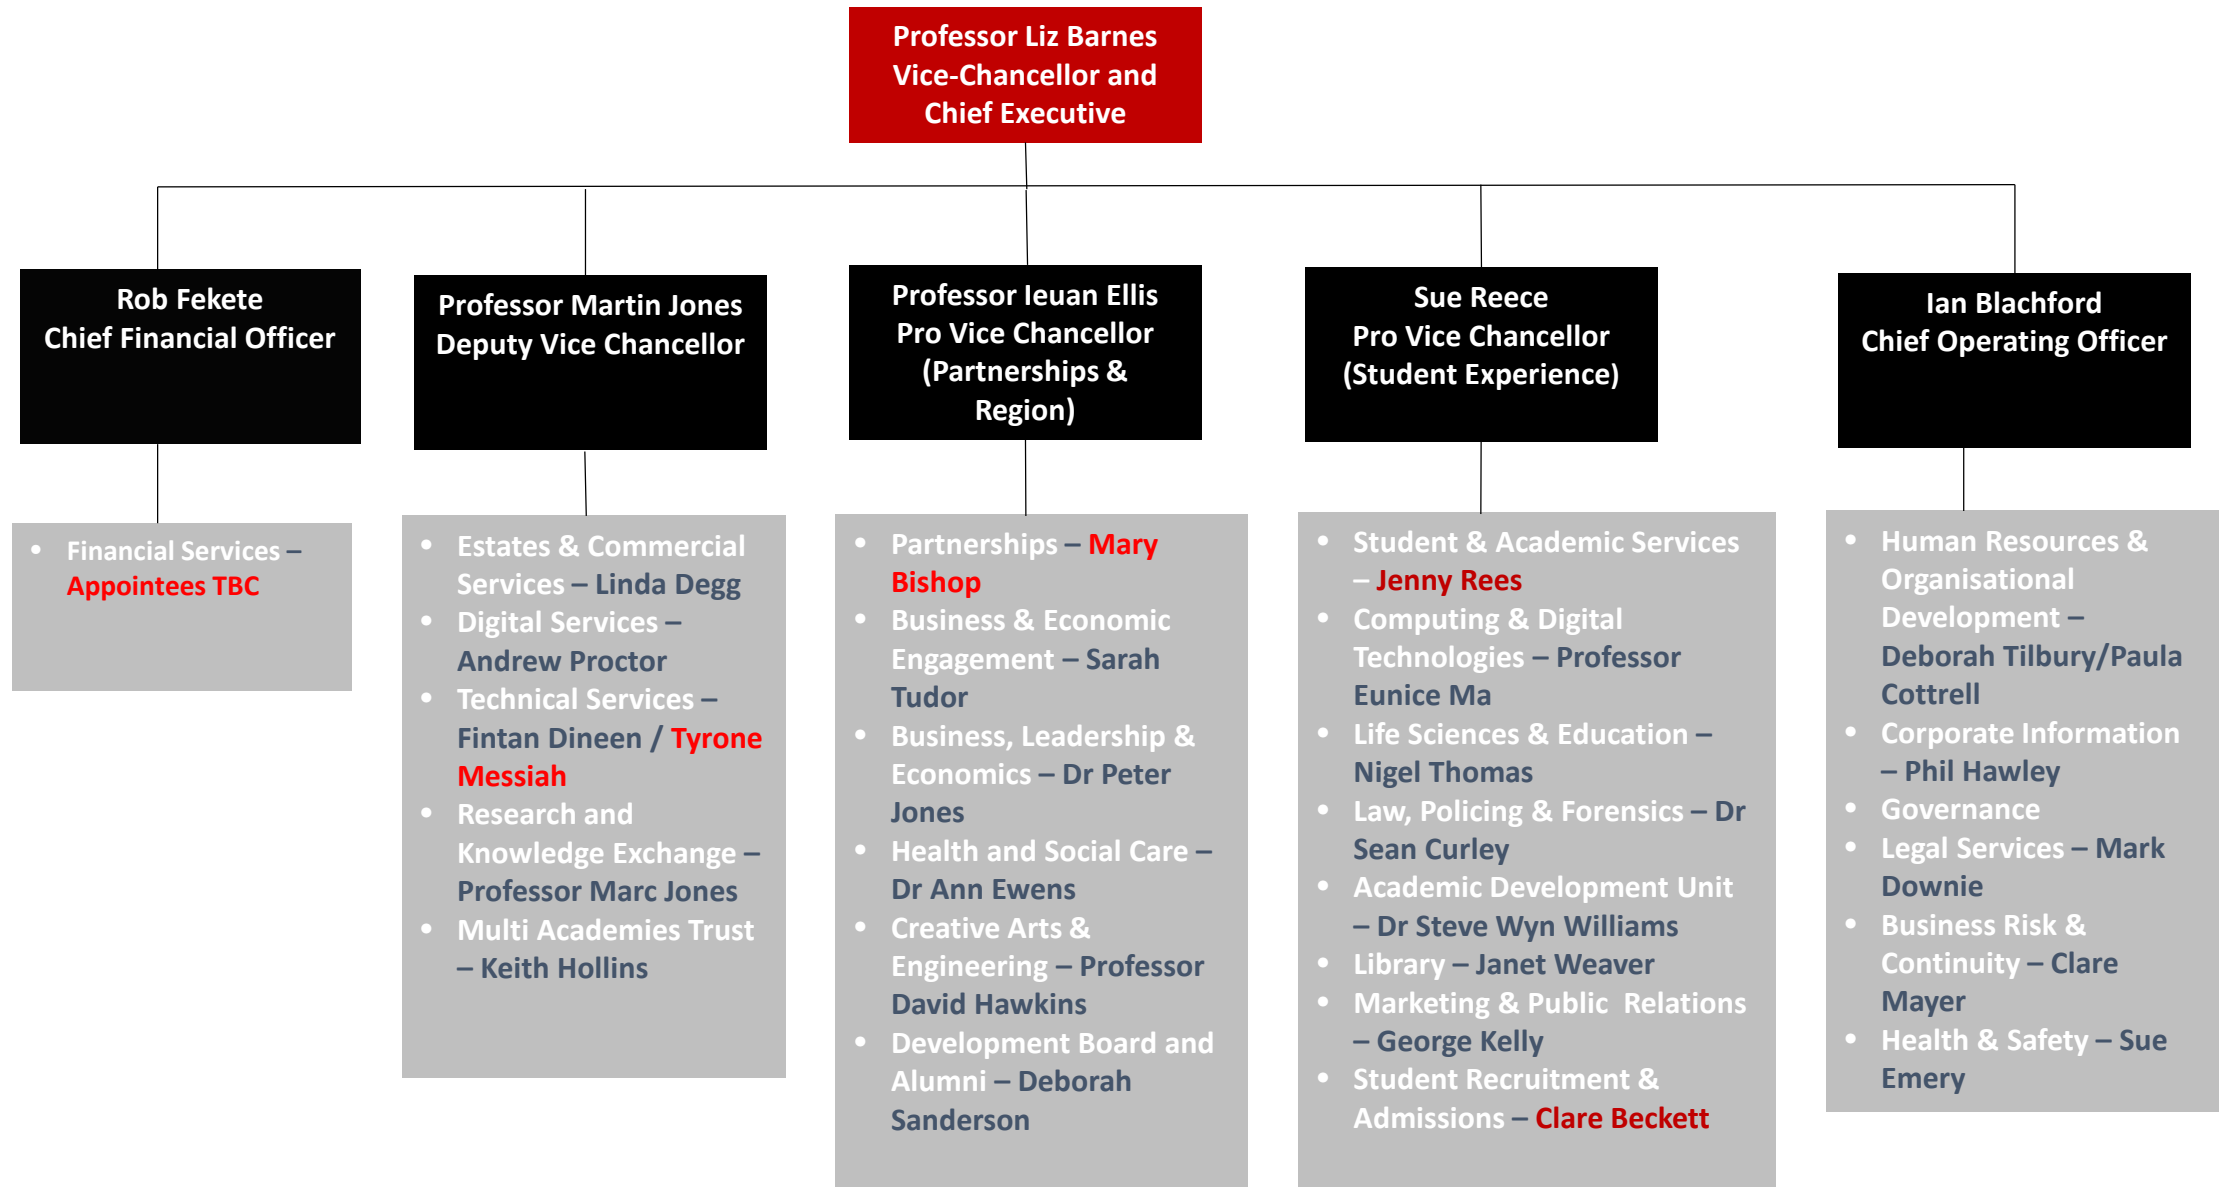 Professor Liz Barnes
Vice-Chancellor and
Chief Executive
Rob Fekete
Chief Financial Officer
Professor Martin Jones
Deputy Vice Chancellor
Professor Ieuan Ellis
Pro Vice Chancellor
(Partnerships &
Region)
Sue Reece
Pro Vice Chancellor
(Student Experience)
Ian Blachford
Chief Operating Officer
• Financial Services –
Appointees TBC
• Estates & Commercial
Services – Linda Degg
• Digital Services –
Andrew Proctor
• Technical Services –
Fintan Dineen / Tyrone
Messiah
• Research and
Knowledge Exchange –
Professor Marc Jones
• Multi Academies Trust
– Keith Hollins
• Partnerships – Mary
Bishop
• Business & Economic
Engagement – Sarah
Tudor
• Business, Leadership &
Economics – Dr Peter
Jones
• Health and Social Care –
Dr Ann Ewens
• Creative Arts &
Engineering – Professor
David Hawkins
• Development Board and
Alumni – Deborah
Sanderson
• Student & Academic Services
– Jenny Rees
• Computing & Digital
Technologies – Professor
Eunice Ma
• Life Sciences & Education –
Nigel Thomas
• Law, Policing & Forensics – Dr
Sean Curley
• Academic Development Unit
– Dr Steve Wyn Williams
• Library – Janet Weaver
• Marketing & Public  Relations
– George Kelly
• Student Recruitment &
Admissions – Clare Beckett
• Human Resources &
Organisational
Development –
Deborah Tilbury/Paula
Cottrell
• Corporate Information
– Phil Hawley
• Governance
• Legal Services – Mark
Downie
• Business Risk &
Continuity – Clare
Mayer
• Health & Safety – Sue
Emery